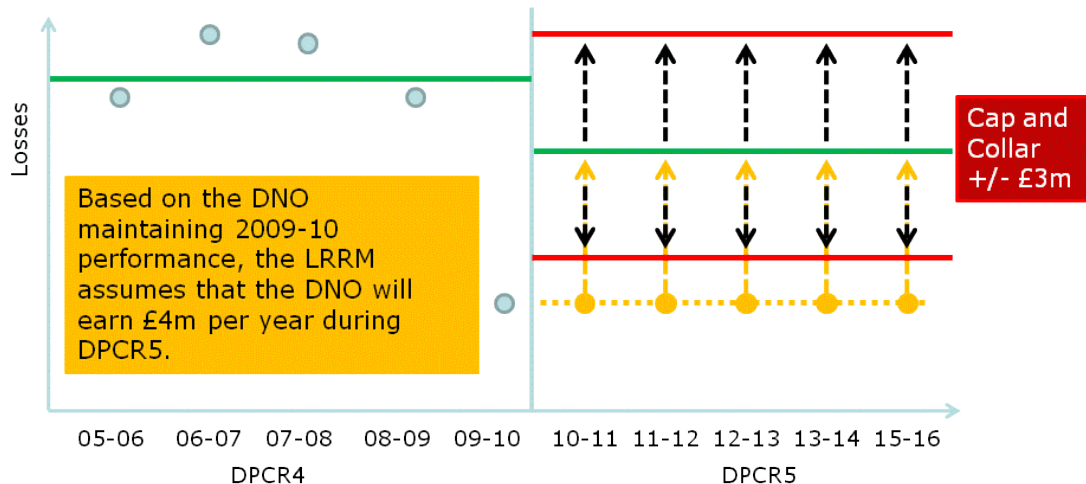 Losses
Based on the DNO
maintaining 2009-10
performance, the LRRM
assumes that the DNO will
earn £4m per year during
DPCR5.
Cap and
Collar
+/- £3m
05-06 06-07 07-08 08-09 09-10 10-11 11-12 12-13 13-14 15-16
DPCR4 DPCR5